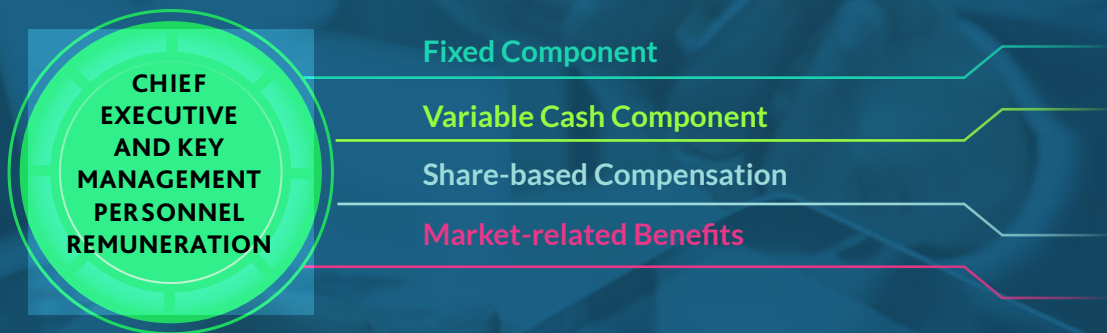 CHIEF
EXECUTIVE
AND KEY
MANAGEMENT
PERSONNEL
REMUNERATION
Fixed Component
Variable Cash Component
Share-based Compensation
Market-related Benefits